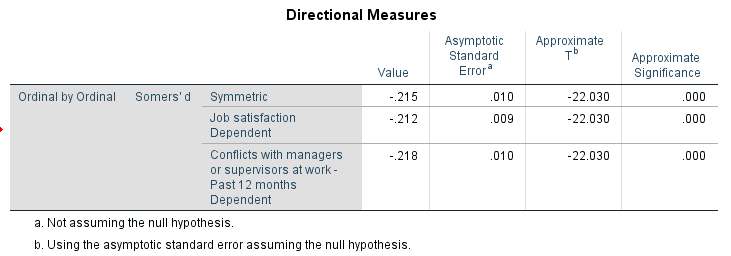 Directional Measures
Value
Asymptotic
Standard
Error a
Approximate
T b
Approximate
Significance
Ordinal by Ordinal Somers' d Symmetric -.215 .010 -22.030 .000
Job satisfaction -.212 .009 -22.030 .000
Dependent
Conflicts with managers -.218 .010 -22.030 .000
or supervisors at work -
Past 12 months
Dependent
a. Not assuming the null hypothesis.
b. Using the asymptotic standard error assuming the null hypothesis.